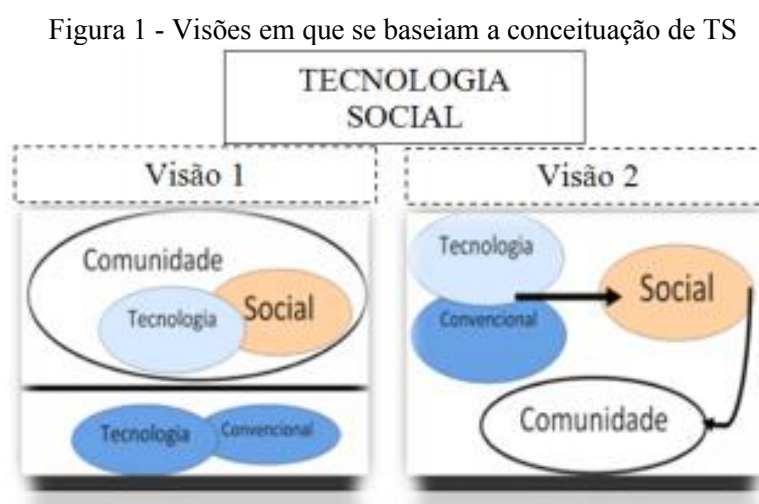 Figura 1 - Visões em que se baseiam a conceituação de TS
TECNOLOGIA
SOCIAL
Visão 1
Visão 2
Comunidade
Tecnologia
Social
Tecnologia
Convencional
Tecnologia
Convencional
Social
Comunidade